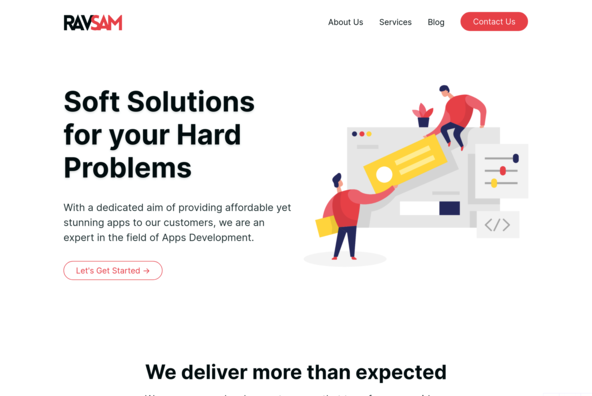 RAVSAM
About Us
Services
Blog
Contact Us
Soft Solutions
for your Hard
Problems
With a dedicated aim of providing affordable yet
stunning apps to our customers, we are an
expert in the field of Apps Development.
Let's Get Started →
</>
We deliver more than expected